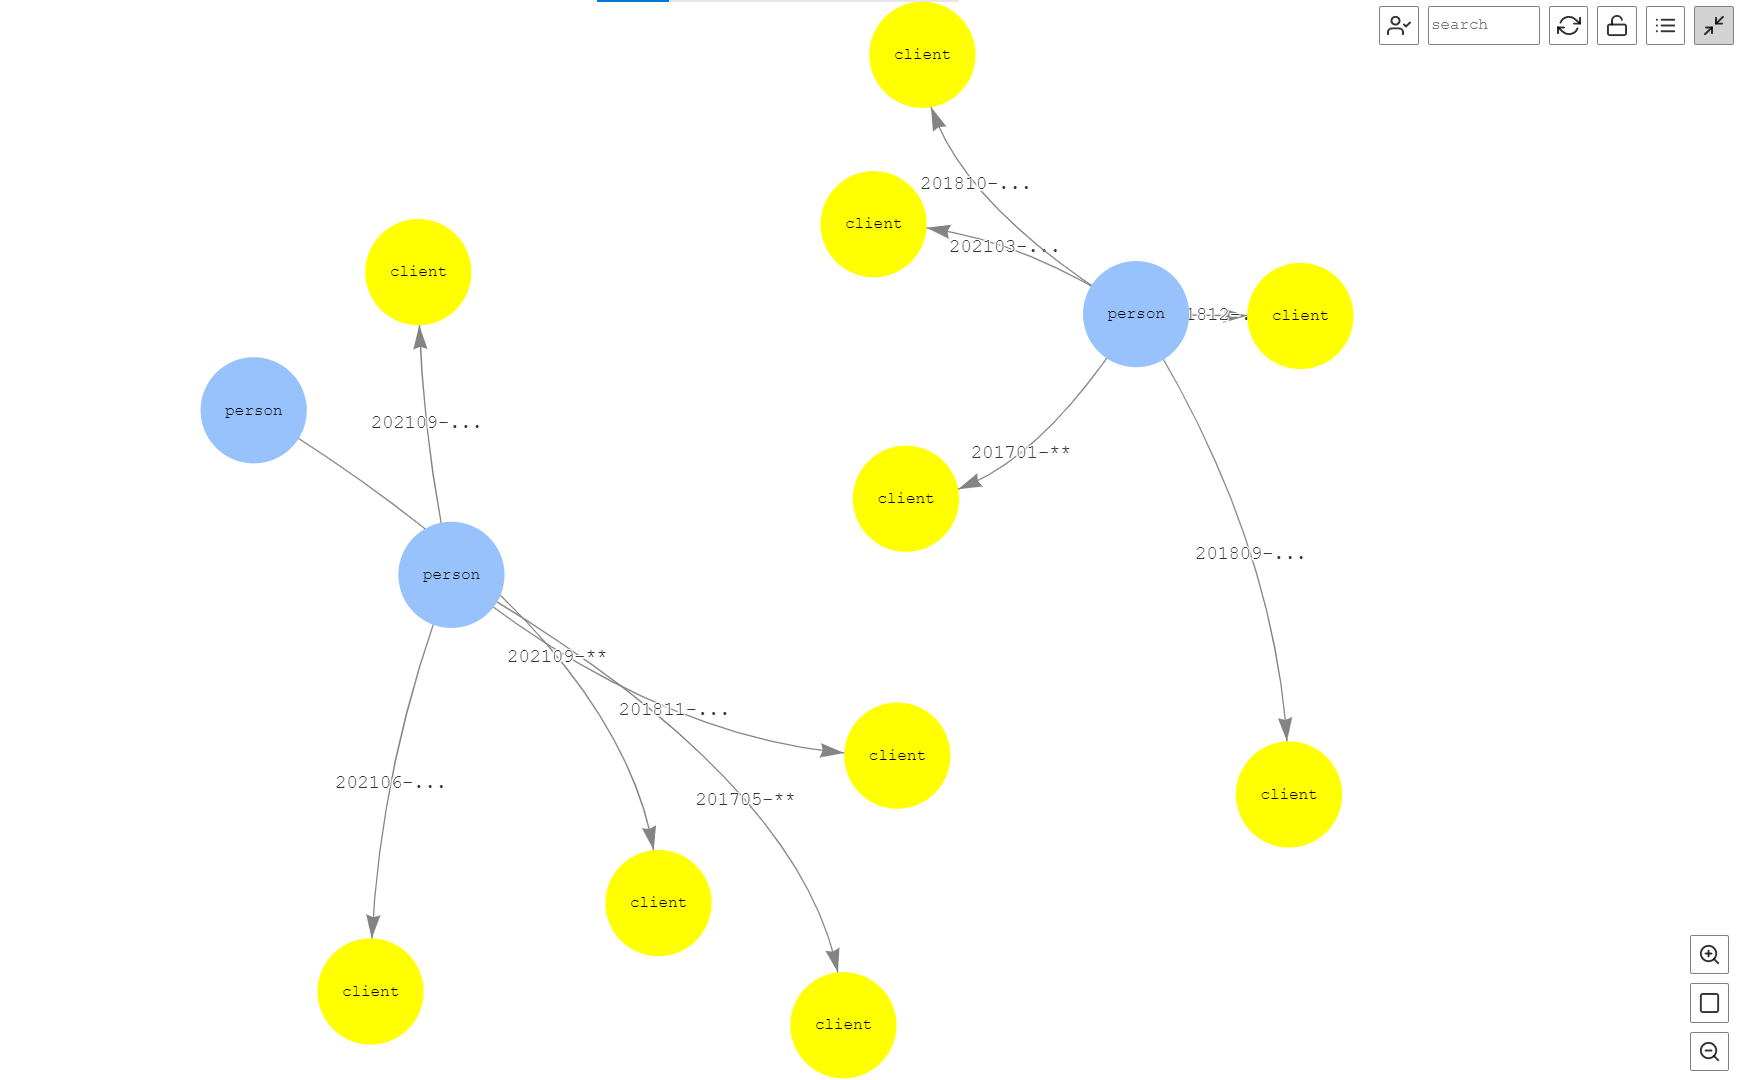 client
search
201810-...
client
202103-...
client
person
1812-.
client
202109-...
person
201701-**
client
201809-...
person
202109-**
201811-...
client
202106-...
201705-**
client
client
client
client